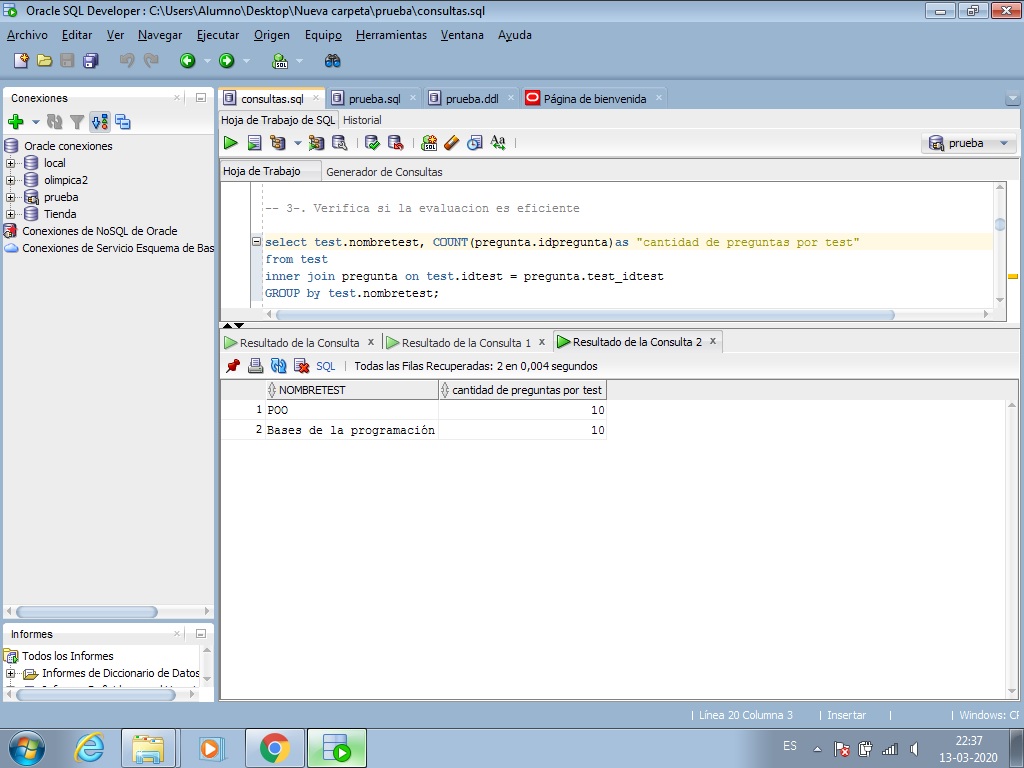 Oracle SQL Developer : C:\Users\Alumno\Desktop\Nueva carpeta\prueba\consultas.sql
Archivo Editar Ver Navegar Ejecutar Origen Equipo Herramientas Ventana Ayuda
Conexiones
Oracle conexiones
local
olimpica2
prueba
Tienda
Conexiones de NoSQL de Oracle
Conexiones de Servicio Esquema de Bas
Informes
Todos los Informes
Informes de Diccionario de Datos
consultas.sql prueba.sql prueba.ddl Página de bienvenida
Hoja de Trabajo de SQL Historial
prueba
Hoja de Trabajo Generador de Consultas
-- 3-. Verifica si la evaluacion es eficiente
select test.nombretest, COUNT(pregunta.idpregunta)as "cantidad de preguntas por test"
from test
inner join pregunta on test.idtest = pregunta.test_idtest
GROUP by test.nombretest;
Resultado de la Consulta x Resultado de la Consulta 1 x Resultado de la Consulta 2 x
SQL | Todas las Filas Recuperadas: 2 en 0,004 segundos
NOMBRETEST cantidad de preguntas por test
1 POO 10
2 Bases de la programación 10
| Línea 20 Columna 3 | Insertar | | Windows: CF
ES
22:37
13-03-2020